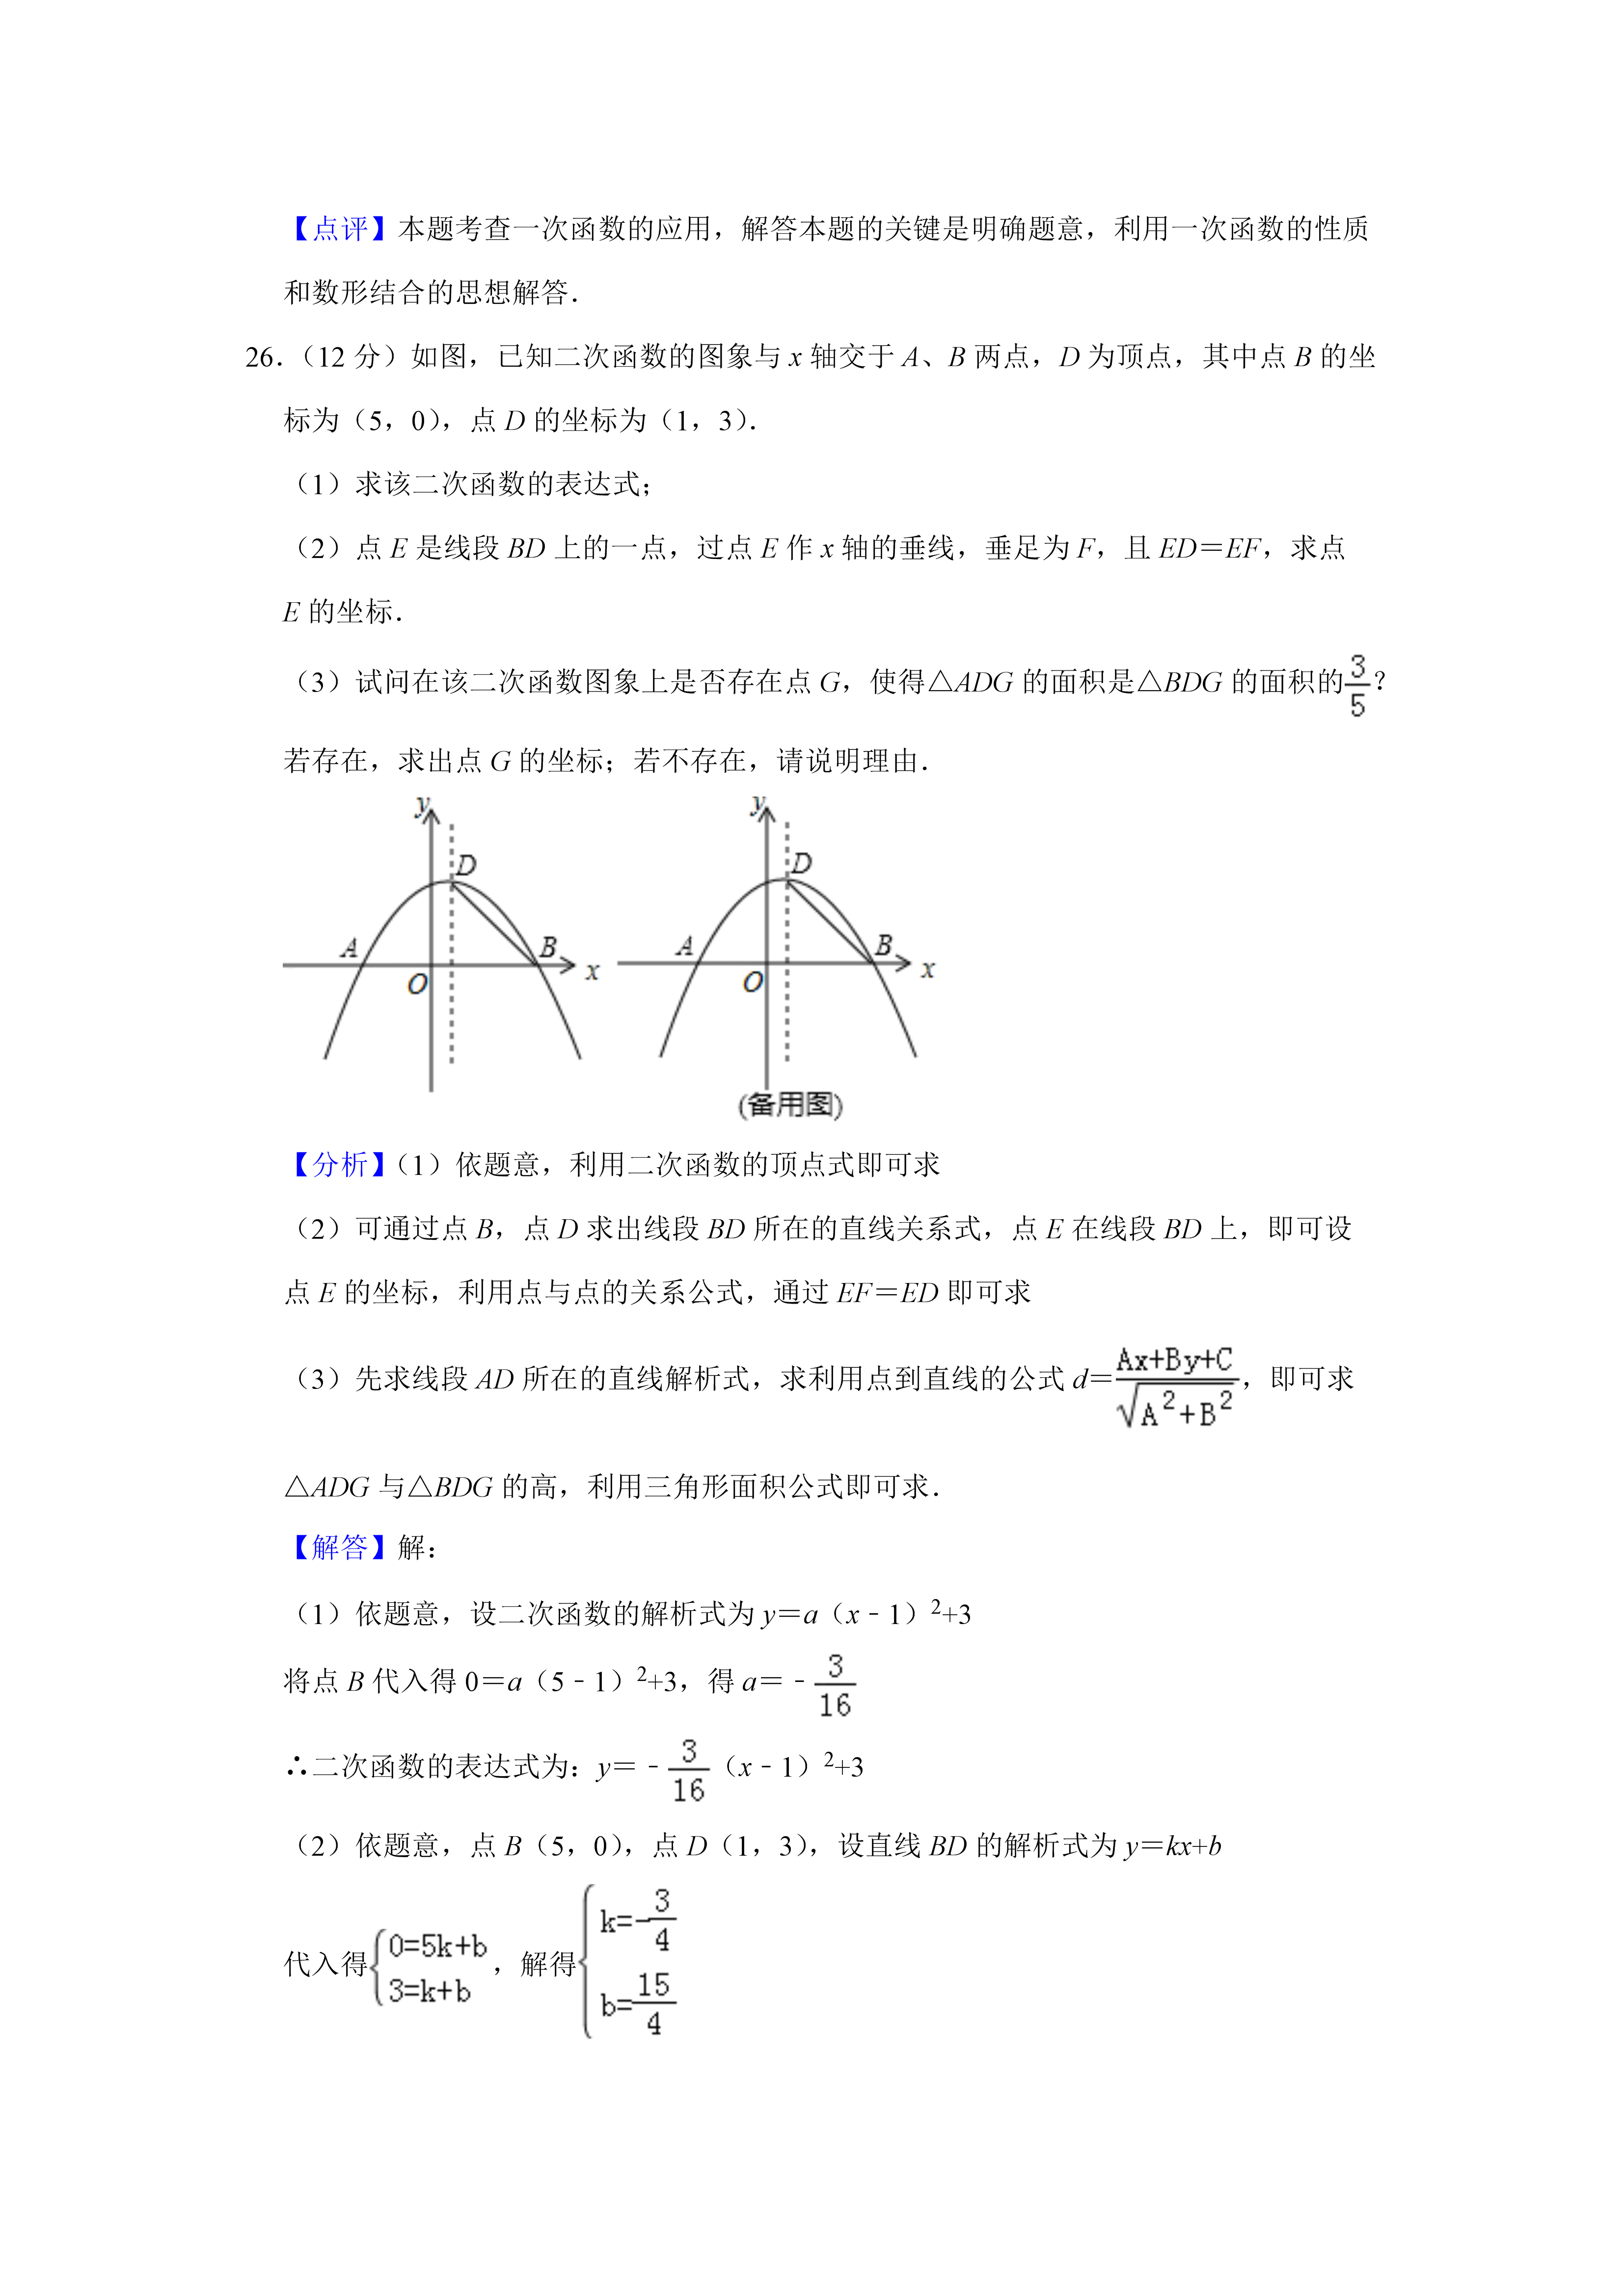 【点评】本题考查一次函数的应用，解答本题的关键是明确题意，利用一次函数的性质
和数形结合的思想解答．
26．（12 分）如图，已知二次函数的图象与 x 轴交于 A、B 两点，D 为顶点，其中点 B 的坐
标为（5，0），点 D 的坐标为（1，3）．
（1）求该二次函数的表达式；
（2）点 E 是线段 BD 上的一点，过点 E 作 x 轴的垂线，垂足为 F，且 ED＝EF，求点
E 的坐标．
（3）试问在该二次函数图象上是否存在点 G，使得△ADG 的面积是△BDG 的面积的3/5？
若存在，求出点 G 的坐标；若不存在，请说明理由．
y D A B O x
y D A B O x
(备用图)
【分析】（1）依题意，利用二次函数的顶点式即可求
（2）可通过点 B，点 D 求出线段 BD 所在的直线关系式，点 E 在线段 BD 上，即可设
点 E 的坐标，利用点与点的关系公式，通过 EF＝ED 即可求
（3）先求线段 AD 所在的直线解析式，求利用点到直线的公式 d＝(Ax+By+C)/√(A²+B²)，即可求
△ADG 与△BDG 的高，利用三角形面积公式即可求．
【解答】解：
（1）依题意，设二次函数的解析式为 y＝a（x﹣1）²+3
将点 B 代入得 0＝a（5﹣1）²+3，得 a＝﹣3/16
∴二次函数的表达式为：y＝﹣3/16（x﹣1）²+3
（2）依题意，点 B（5，0），点 D（1，3），设直线 BD 的解析式为 y＝kx+b
代入得{0=5k+b 3=k+b，解得{k=-3/4 b=15/4